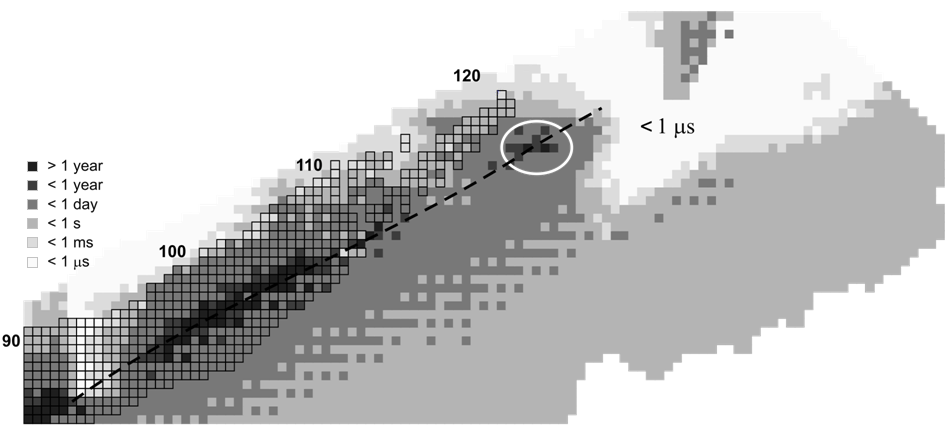 120
< 1 µs
110
> 1 year
< 1 year
< 1 day
< 1 s
< 1 ms
< 1 µs
100
90